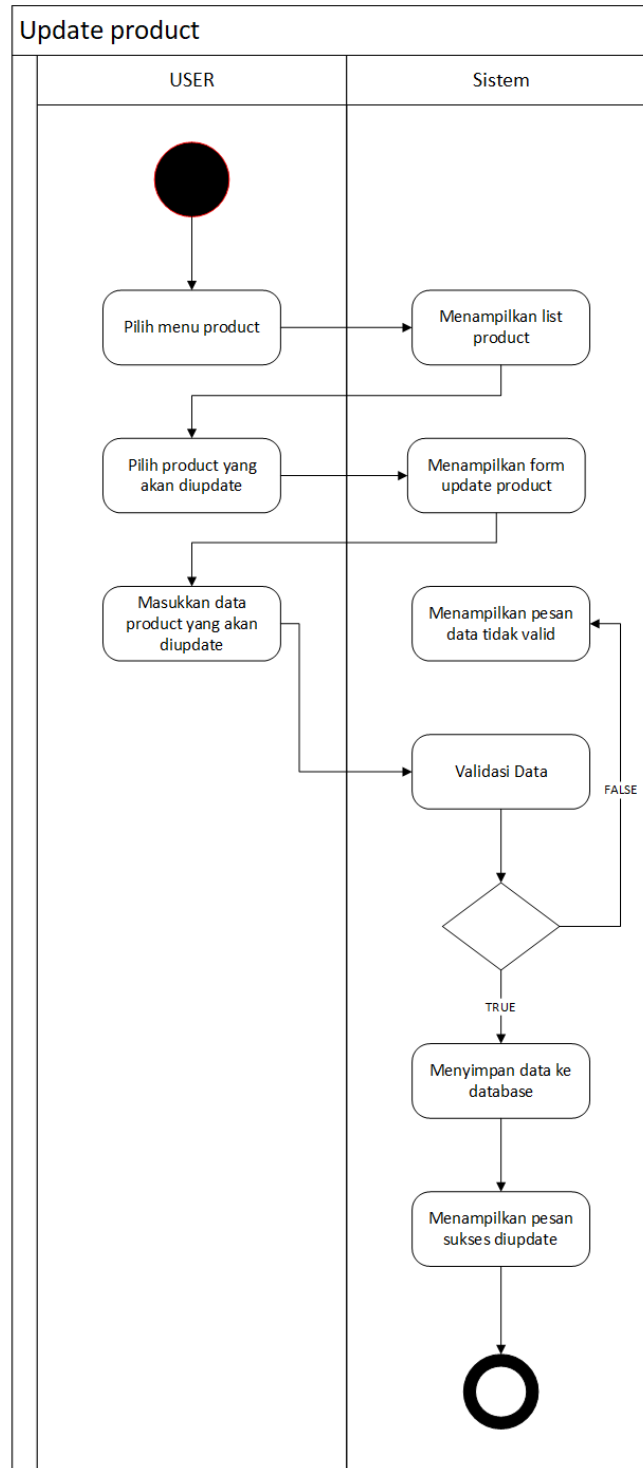 Update product
USER
Sistem
Pilih menu product
Menampilkan list
product
Pilih product yang
akan diupdate
Menampilkan form
update product
Masukkan data
product yang akan
diupdate
Menampilkan pesan
data tidak valid
Validasi Data
FALSE
TRUE
Menyimpan data ke
database
Menampilkan pesan
sukses diupdate